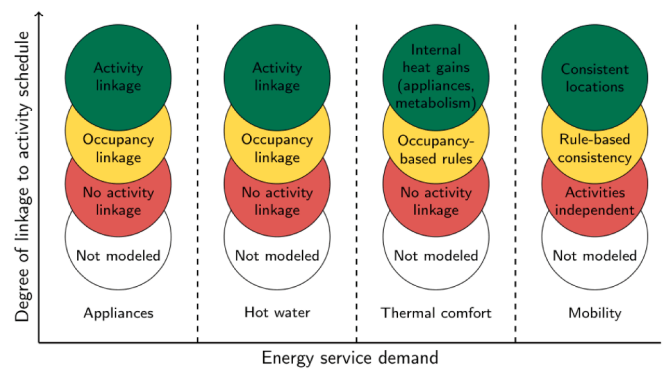 Degree of linkage to activity schedule
Activity
linkage
Occupancy
linkage
No activity
linkage
Not modeled
Appliances
Activity
linkage
Occupancy
linkage
No activity
linkage
Not modeled
Hot water
Internal
heat gains
(appliances,
metabolism)
Occupancy-
based rules
No activity
linkage
Not modeled
Thermal comfort
Consistent
locations
Rule-based
consistency
Activities
independent
Not modeled
Mobility
Energy service demand